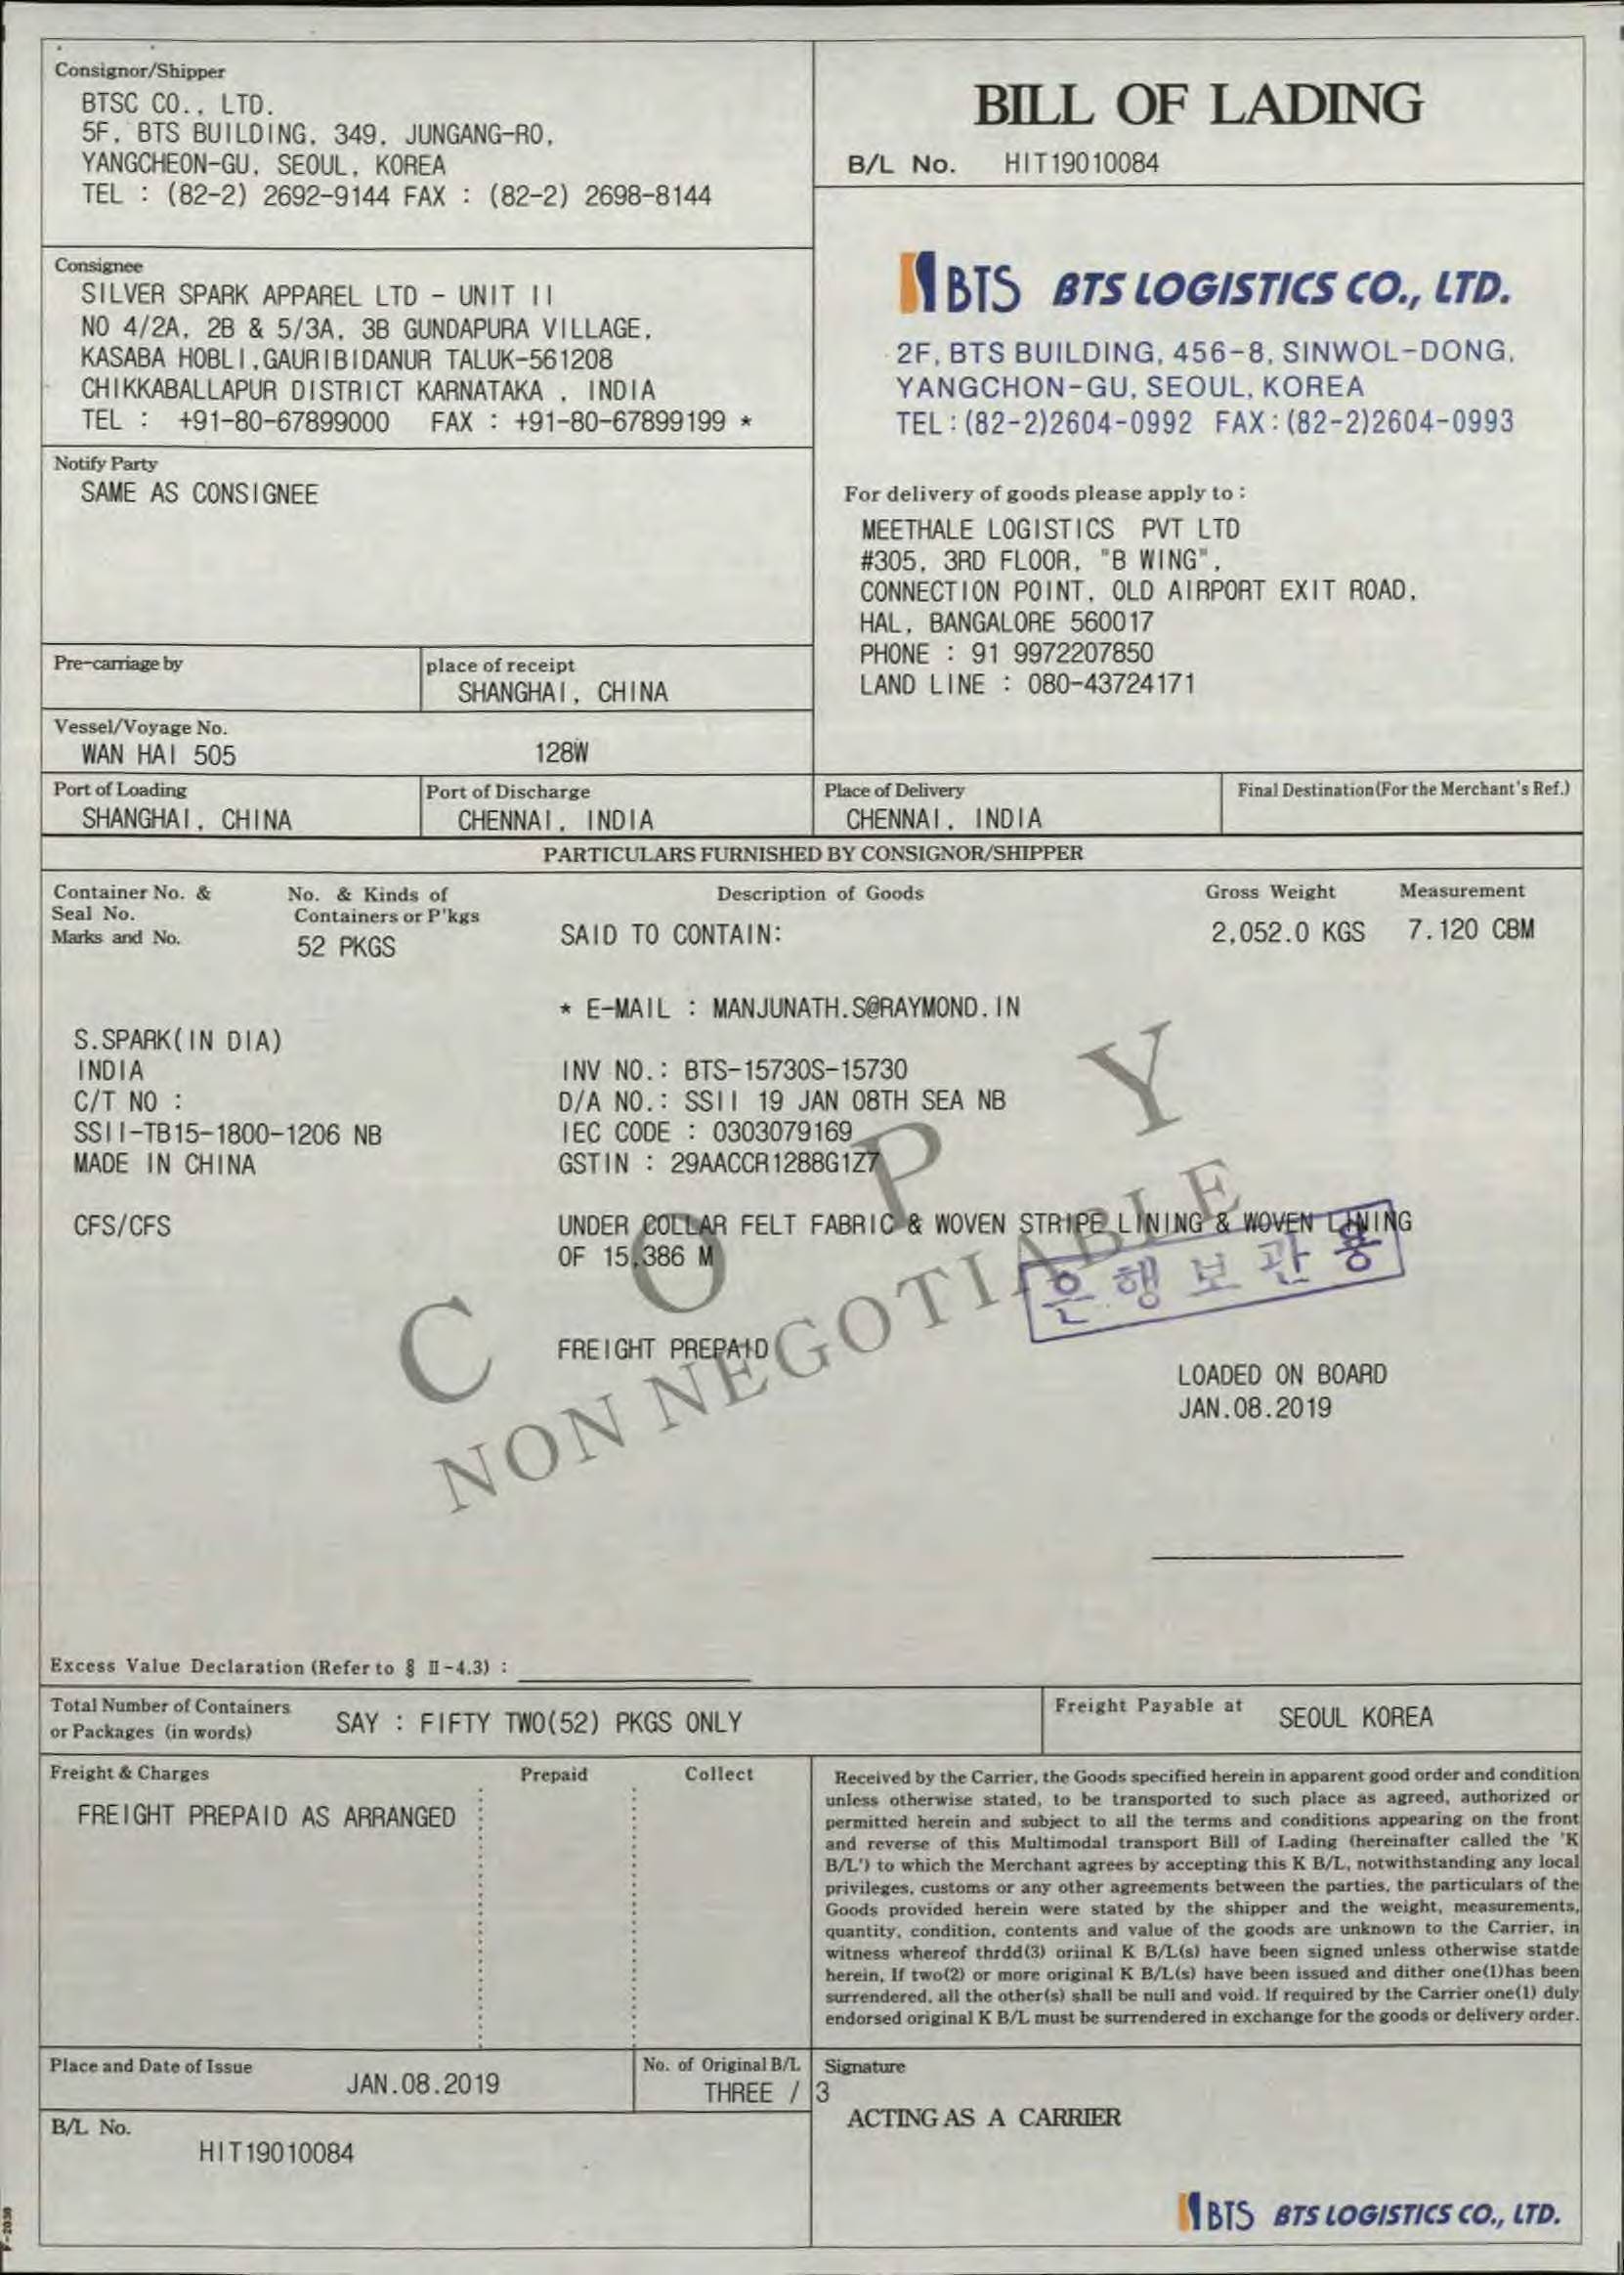 Consignor/Shipper
BTSC CO., LTD.
5F, BTS BUILDING, 349, JUNGANG-RO,
YANGCHEON-GU, SEOUL, KOREA
TEL : (82-2) 2692-9144 FAX : (82-2) 2698-8144
BILL OF LADING
B/L No. HIT19010084
Consignee
SILVER SPARK APPAREL LTD - UNIT II
NO 4/2A, 2B & 5/3A, 3B GUNDAPURA VILLAGE,
KASABA HOBLI,GAURIBIDANUR TALUK-561208
CHIKKABALLAPUR DISTRICT KARNATAKA , INDIA
TEL : +91-80-67899000 FAX : +91-80-67899199 *
BTS BTS LOGISTICS CO., LTD.
2F, BTS BUILDING, 456-8, SINWOL-DONG,
YANGCHON-GU, SEOUL, KOREA
TEL : (82-2)2604-0992 FAX : (82-2)2604-0993
Notify Party
SAME AS CONSIGNEE
For delivery of goods please apply to :
MEETHALE LOGISTICS PVT LTD
#305, 3RD FLOOR, "B WING",
CONNECTION POINT, OLD AIRPORT EXIT ROAD,
HAL, BANGALORE 560017
PHONE : 91 9972207850
LAND LINE : 080-43724171
Pre-carriage by
place of receipt
SHANGHAI, CHINA
Vessel/Voyage No.
WAN HAI 505 128W
Port of Loading
SHANGHAI, CHINA
Port of Discharge
CHENNAI, INDIA
Place of Delivery
CHENNAI, INDIA
Final Destination(For the Merchant's Ref.)
PARTICULARS FURNISHED BY CONSIGNOR/SHIPPER
Container No. &
Seal No.
Marks and No.
No. & Kinds of
Containers or P'kgs
52 PKGS
Description of Goods
SAID TO CONTAIN:
Gross Weight
2,052.0 KGS
Measurement
7.120 CBM
* E-MAIL : MANJUNATH.S@RAYMOND.IN
S.SPARK(IN DIA)
INDIA
C/T NO :
SSII-TB15-1800-1206 NB
MADE IN CHINA
INV NO.: BTS-15730S-15730
D/A NO.: SSII 19 JAN 08TH SEA NB
IEC CODE : 0303079169
GSTIN : 29AACCR1288G1Z7
CFS/CFS
UNDER COLLAR FELT FABRIC & WOVEN STRIPE LINING & WOVEN LINING
OF 15,386 M
은행보관용
COPY
NON NEGOTIABLE
FREIGHT PREPAID
LOADED ON BOARD
JAN.08.2019
Excess Value Declaration (Refer to § II-4.3) :
Total Number of Containers
or Packages (in words)
SAY : FIFTY TWO(52) PKGS ONLY
Freight Payable at SEOUL KOREA
Freight & Charges Prepaid Collect
FREIGHT PREPAID AS ARRANGED
Received by the Carrier, the Goods specified herein in apparent good order and condition
unless otherwise stated, to be transported to such place as agreed, authorized or
permitted herein and subject to all the terms and conditions appearing on the front
and reverse of this Multimodal transport Bill of Lading (hereinafter called the 'K
B/L') to which the Merchant agrees by accepting this K B/L, notwithstanding any local
privileges, customs or any other agreements between the parties, the particulars of the
Goods provided herein were stated by the shipper and the weight, measurements,
quantity, condition, contents and value of the goods are unknown to the Carrier, in
witness whereof thrdd(3) oriinal K B/L(s) have been signed unless otherwise statde
herein, If two(2) or more original K B/L(s) have been issued and dither one(1)has been
surrendered, all the other(s) shall be null and void. If required by the Carrier one(1) duly
endorsed original K B/L must be surrendered in exchange for the goods or delivery order.
Place and Date of Issue
JAN.08.2019
No. of Original B/L
THREE / 3
Signature
ACTING AS A CARRIER
B/L No.
HIT19010084
BTS BTS LOGISTICS CO., LTD.
F-2030